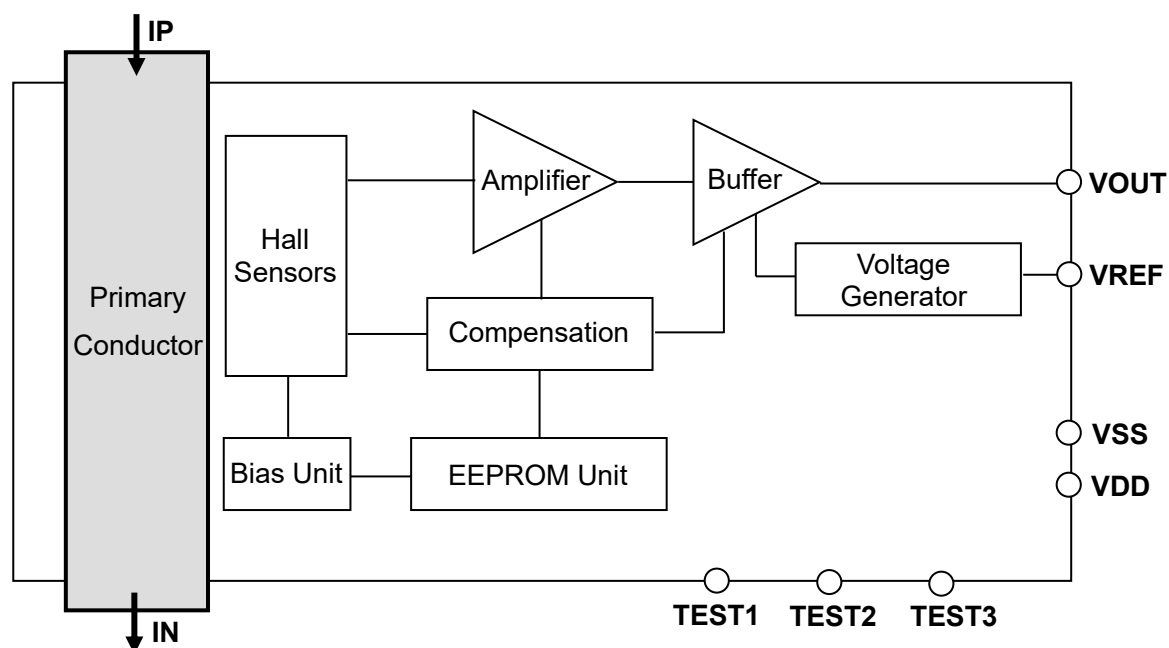 IP
Amplifier
Buffer
VOUT
Hall
Sensors
Voltage
Generator
VREF
Primary
Conductor
Compensation
VSS
Bias Unit
EEPROM Unit
VDD
TEST1
TEST2
TEST3
IN